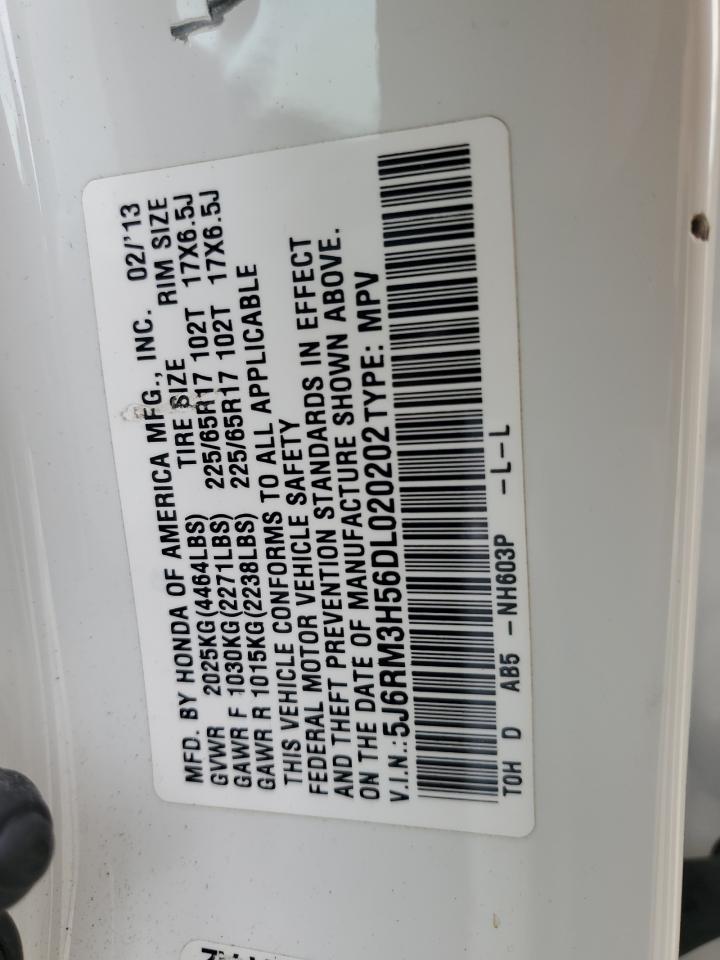 MFD. BY HONDA OF AMERICA MFG., INC. 02/'13
GVWR 2025KG(4464LBS) TIRE SIZE RIM SIZE
GAWR F 1030KG(2271LBS) 225/65R17 102T 17X6.5J
GAWR R 1015KG(2238LBS) 225/65R17 102T 17X6.5J
THIS VEHICLE CONFORMS TO ALL APPLICABLE
FEDERAL MOTOR VEHICLE SAFETY
AND THEFT PREVENTION STANDARDS IN EFFECT
ON THE DATE OF MANUFACTURE SHOWN ABOVE.
V.I.N.:5J6RM3H56DL020202 TYPE: MPV
TOH D AB5 -NH603P -L-L